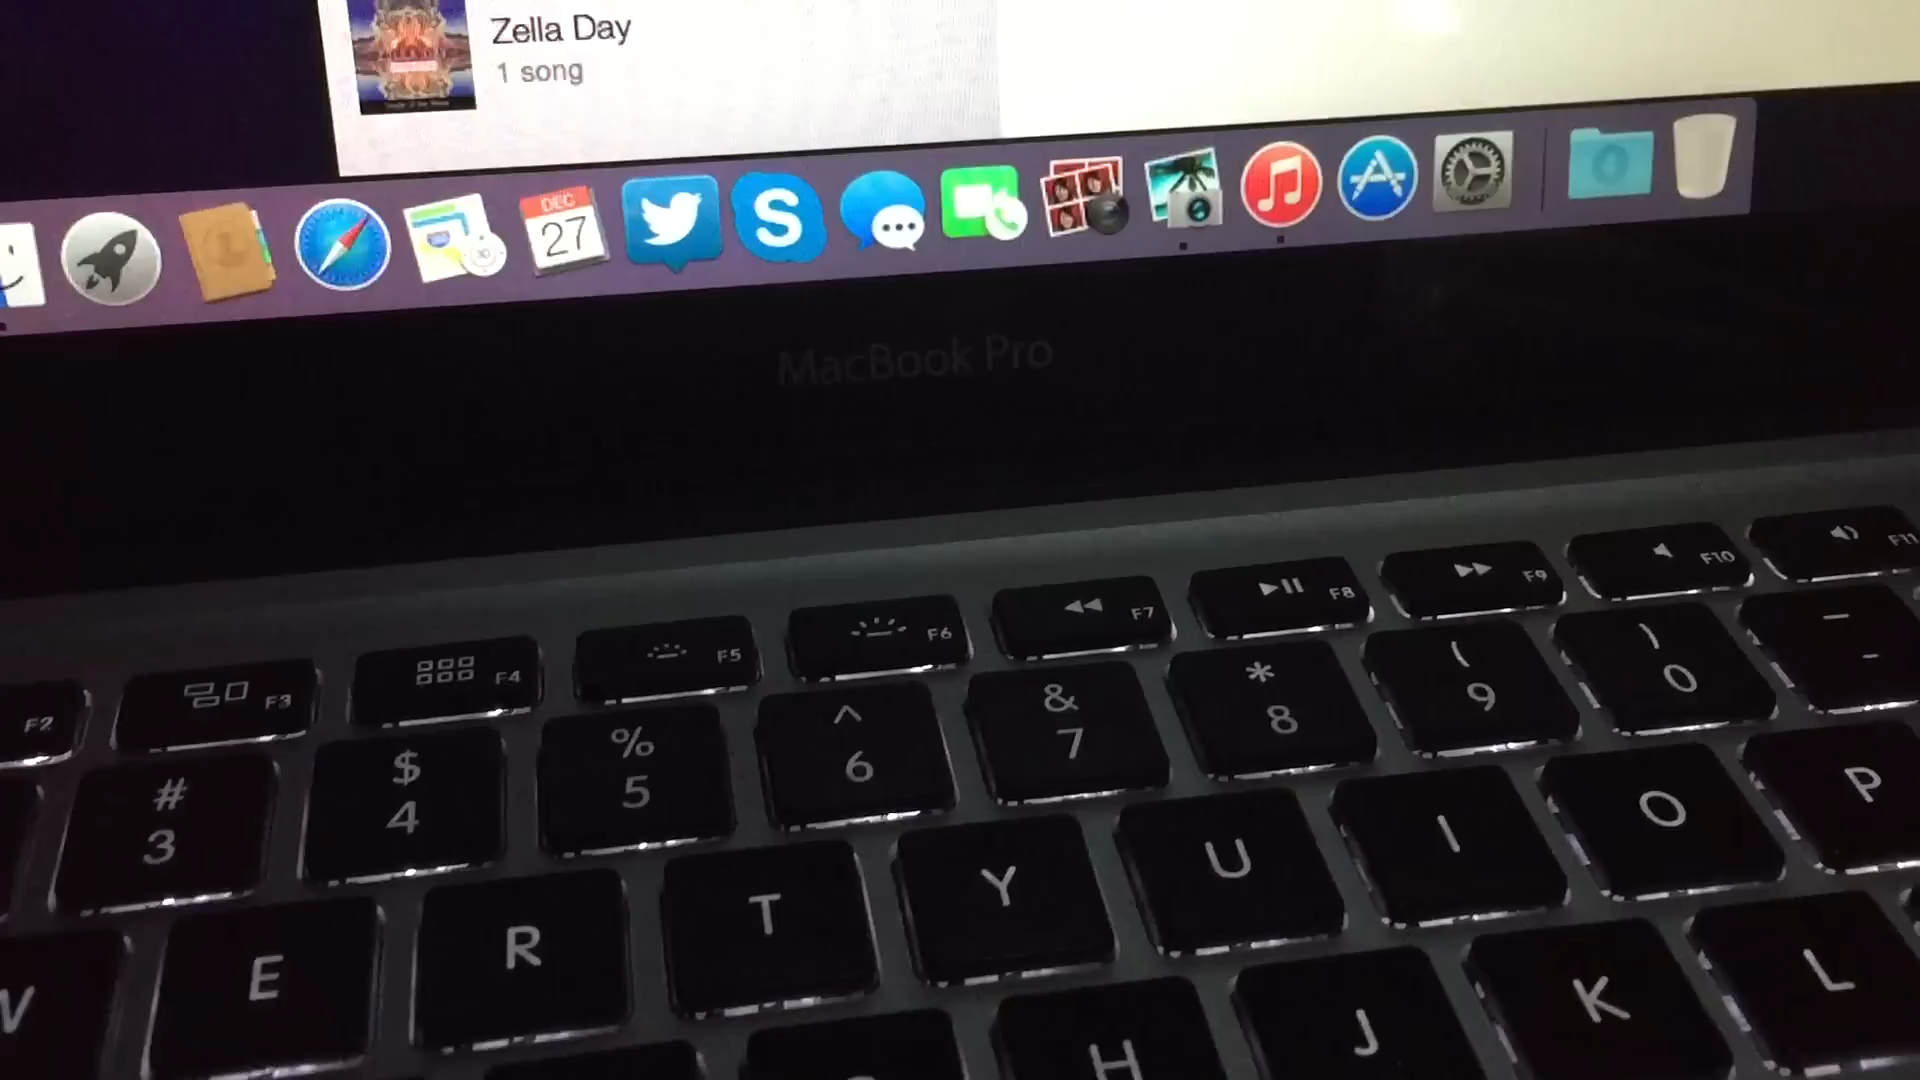 Zella Day
1 song
DEC
27
MacBook Pro
F2
F3
F4
F5
F6
F7
F8
F9
F10
F11
#
3
$
4
%
5
^
6
&
7
*
8
(
9
)
0
_
-
W
E
R
T
Y
U
I
O
P
H
J
K
L